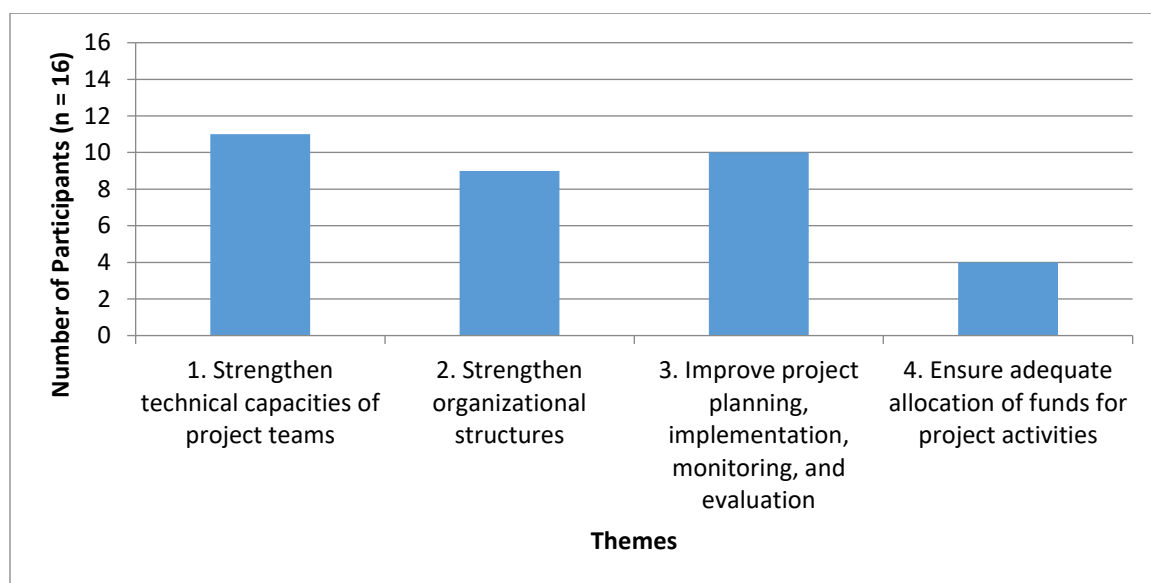 Number of Participants (n = 16)
16
14
12
10
8
6
4
2
0
1. Strengthen
technical capacities of
project teams
2. Strengthen
organizational
structures
3. Improve project
planning,
implementation,
monitoring, and
evaluation
4. Ensure adequate
allocation of funds for
project activities
Themes